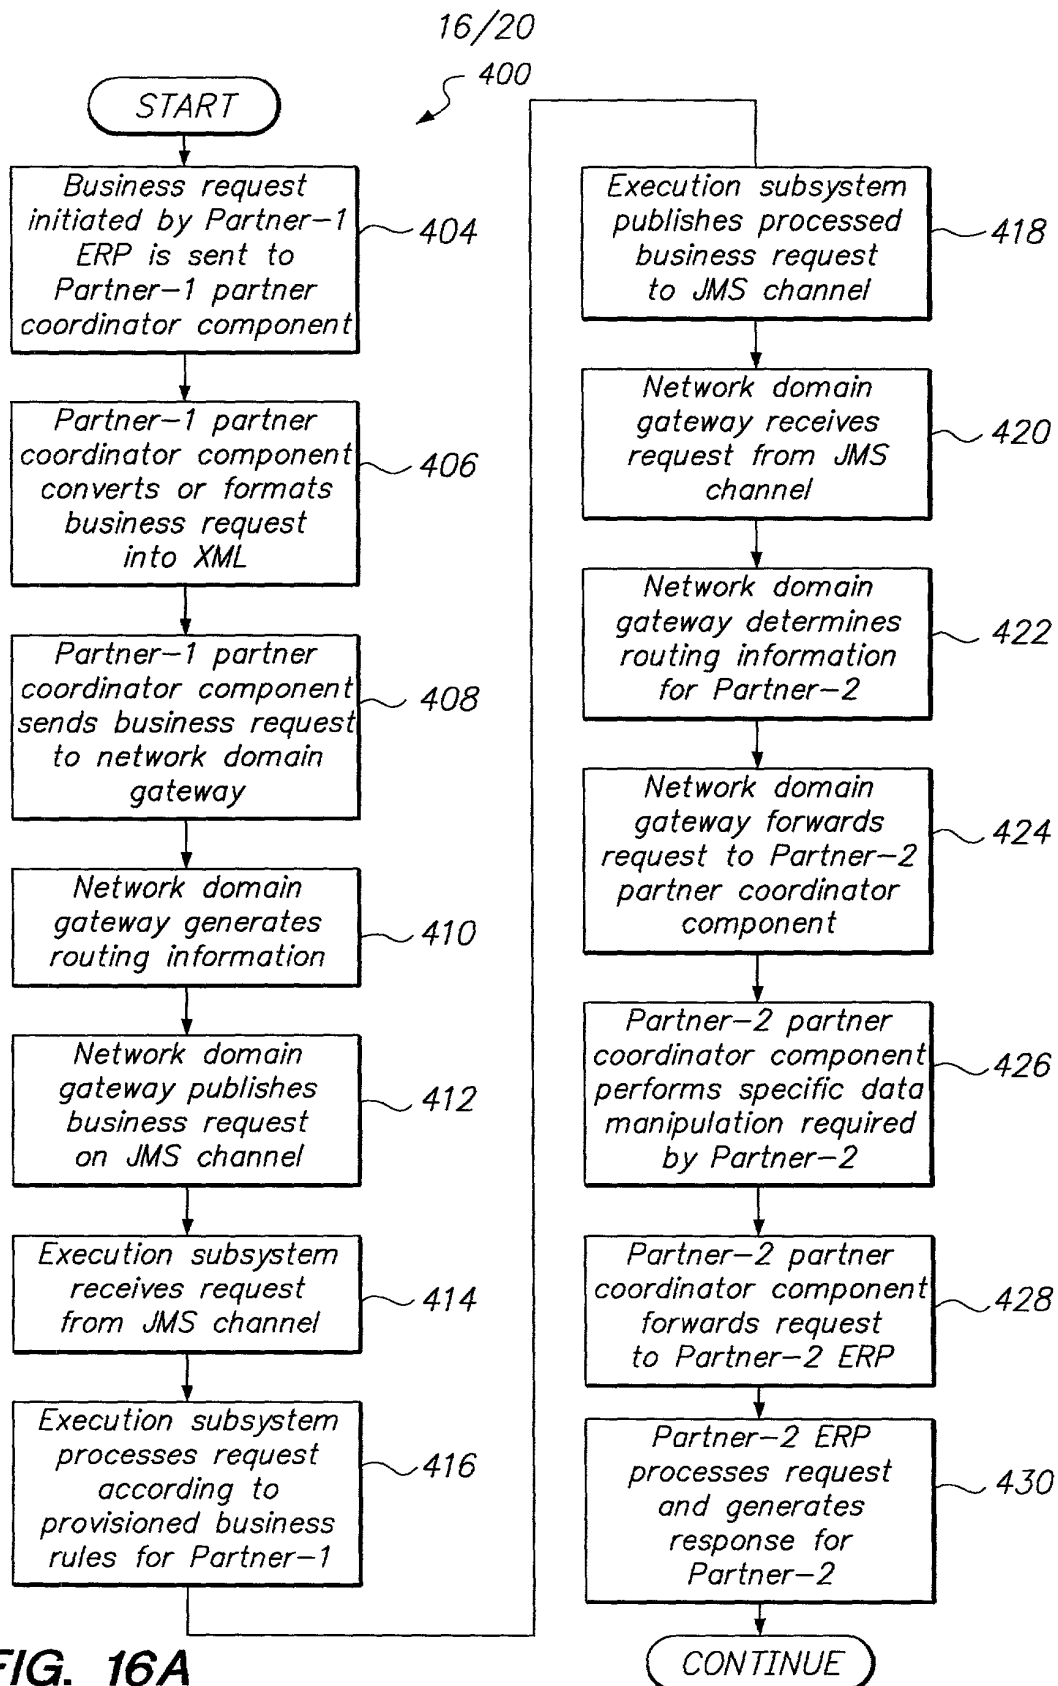 16/20
400
START
Business request
initiated by Partner-1
ERP is sent to
Partner-1 partner
coordinator component
404
Partner-1 partner
coordinator component
converts or formats
business request
into XML
406
Partner-1 partner
coordinator component
sends business request
to network domain
gateway
408
Network domain
gateway generates
routing information
410
Network domain
gateway publishes
business request
on JMS channel
412
Execution subsystem
receives request
from JMS channel
414
Execution subsystem
processes request
according to
provisioned business
rules for Partner-1
416
Execution subsystem
publishes processed
business request
to JMS channel
418
Network domain
gateway receives
request from JMS
channel
420
Network domain
gateway determines
routing information
for Partner-2
422
Network domain
gateway forwards
request to Partner-2
partner coordinator
component
424
Partner-2 partner
coordinator component
performs specific data
manipulation required
by Partner-2
426
Partner-2 partner
coordinator component
forwards request
to Partner-2 ERP
428
Partner-2 ERP
processes request
and generates
response for
Partner-2
430
CONTINUE
FIG. 16A